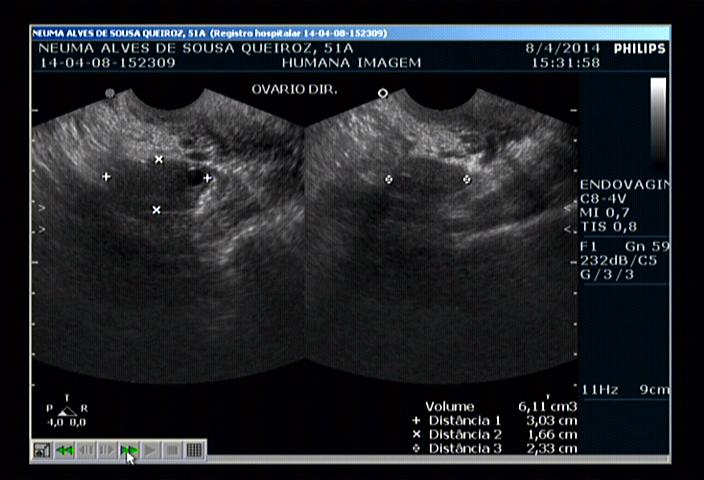 NEUMA ALVES DE SOUSA QUEIROZ, 51A (Registro hospitalar 14-04-08-152309)
NEUMA ALVES DE SOUSA QUEIROZ, 51A 8/4/2014 PHILIPS
14-04-08-152309 HUMANA IMAGEM 15:31:58
OVARIO DIR.
ENDOVAGIN
C8-4V
MI 0,7
TIS 0,8
F1 Gn 59
232dB/C5
G/3/3
11Hz 9cm
T
P R
4,0 0,0
Volume 6,11 cm3
+ Distância 1 3,03 cm
× Distância 2 1,66 cm
Distância 3 2,33 cm